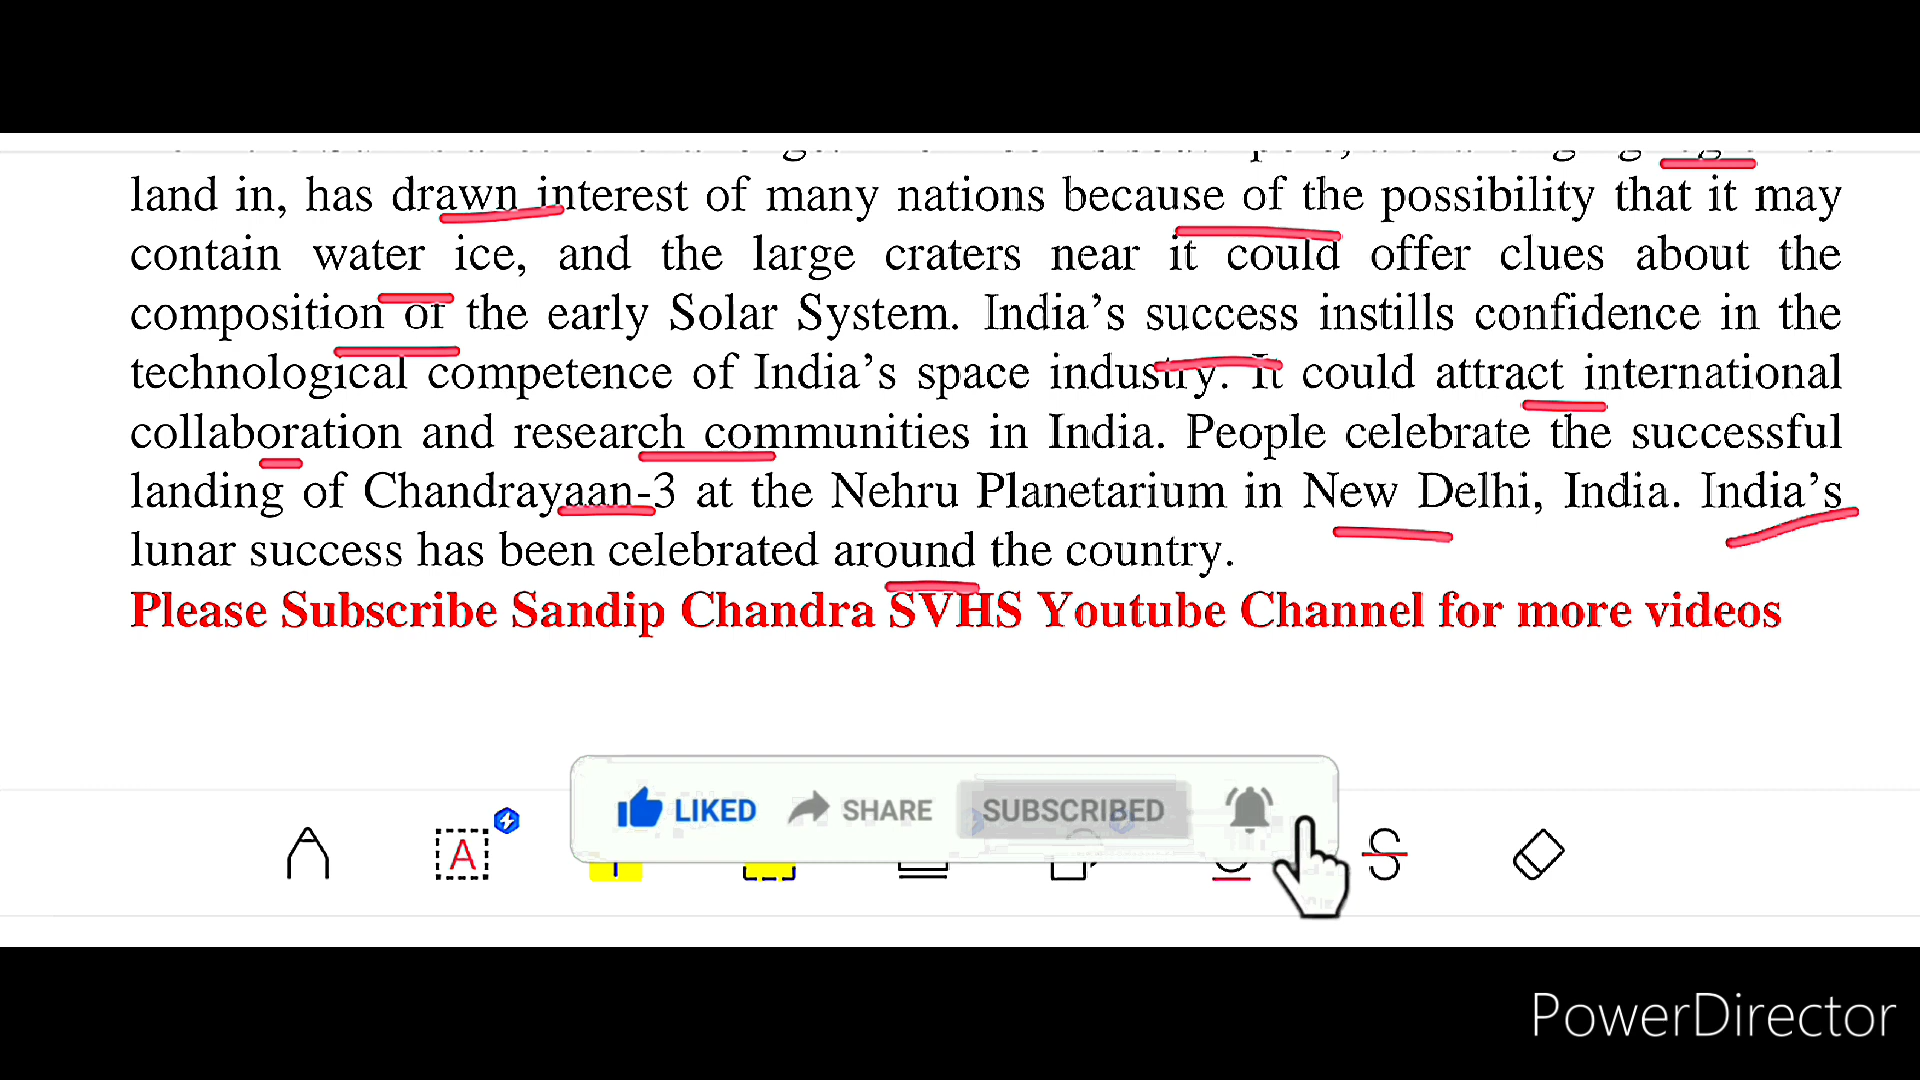 land in, has drawn interest of many nations because of the possibility that it may
contain water ice, and the large craters near it could offer clues about the
composition of the early Solar System. India’s success instills confidence in the
technological competence of India’s space industry. It could attract international
collaboration and research communities in India. People celebrate the successful
landing of Chandrayaan-3 at the Nehru Planetarium in New Delhi, India. India’s
lunar success has been celebrated around the country.
Please Subscribe Sandip Chandra SVHS Youtube Channel for more videos
LIKED SHARE SUBSCRIBED
A S
PowerDirector